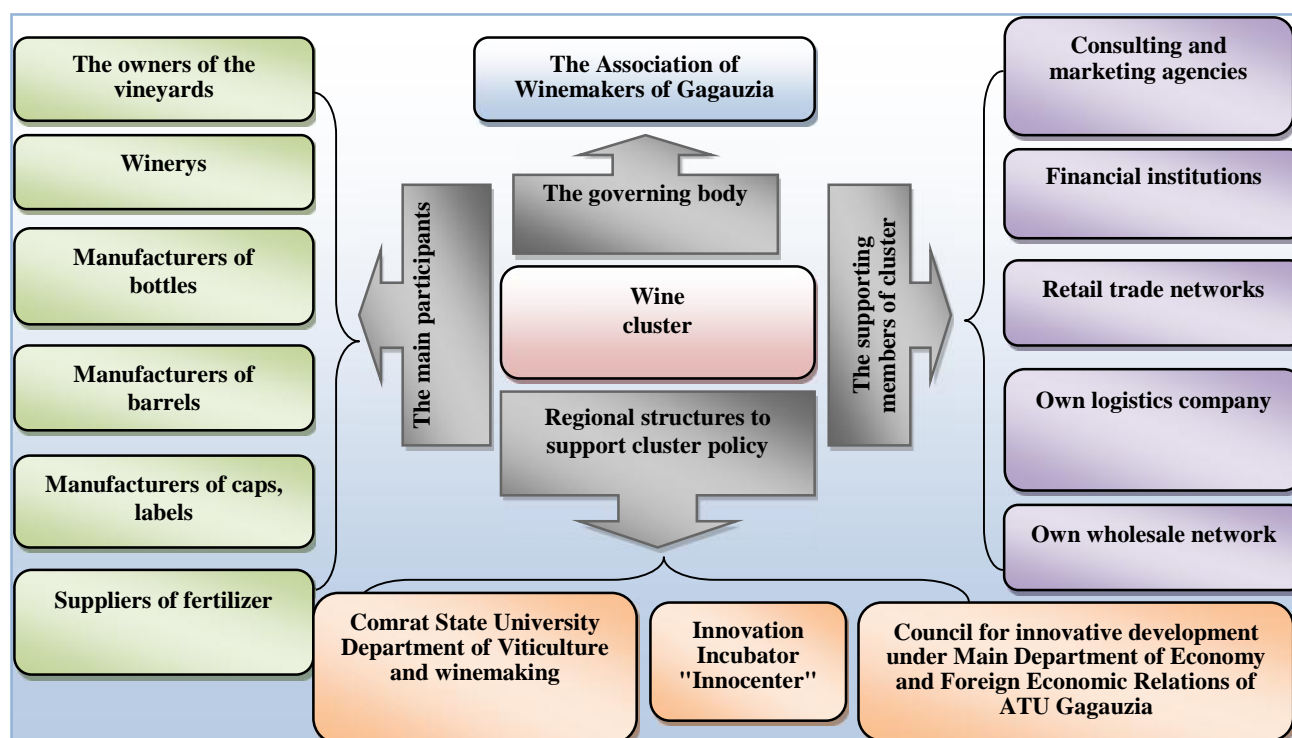 The owners of the
vineyards
Winerys
Manufacturers of
bottles
Manufacturers of
barrels
Manufacturers of caps,
labels
Suppliers of fertilizer
The main participants
The Association of
Winemakers of Gagauzia
The governing body
Wine
cluster
Regional structures to
support cluster policy
The supporting
members of cluster
Consulting and
marketing agencies
Financial institutions
Retail trade networks
Own logistics company
Own wholesale network
Comrat State University
Department of Viticulture
and winemaking
Innovation
Incubator
"Innocenter"
Council for innovative development
under Main Department of Economy
and Foreign Economic Relations of
ATU Gagauzia